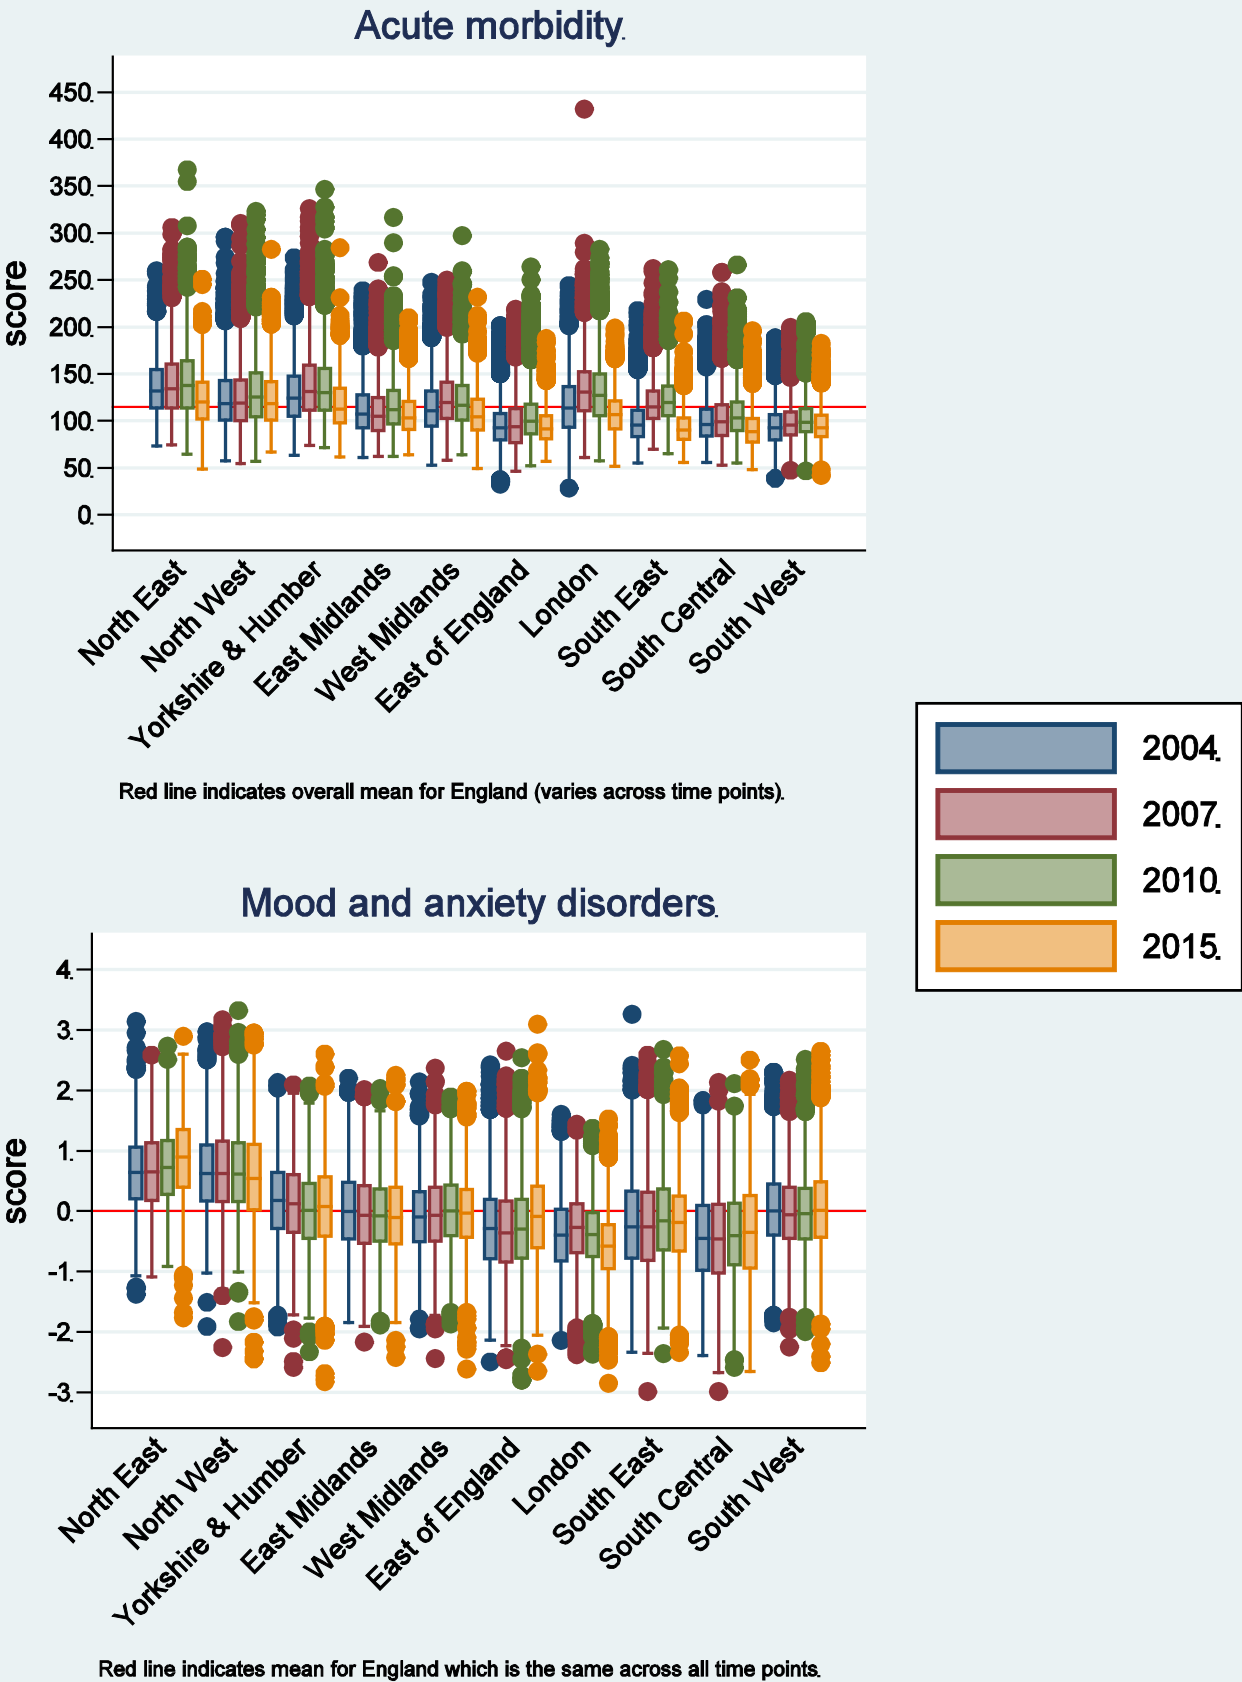 Acute morbidity.
score
450.
400.
350.
300.
250.
200.
150.
100.
50.
0.
North East
North West
Yorkshire & Humber
East Midlands
West Midlands
East of England
London
South East
South Central
South West
Red line indicates overall mean for England (varies across time points).
2004.
2007.
2010.
2015.
Mood and anxiety disorders.
score
4.
3.
2.
1.
0.
-1.
-2.
-3.
North East
North West
Yorkshire & Humber
East Midlands
West Midlands
East of England
London
South East
South Central
South West
Red line indicates mean for England which is the same across all time points.